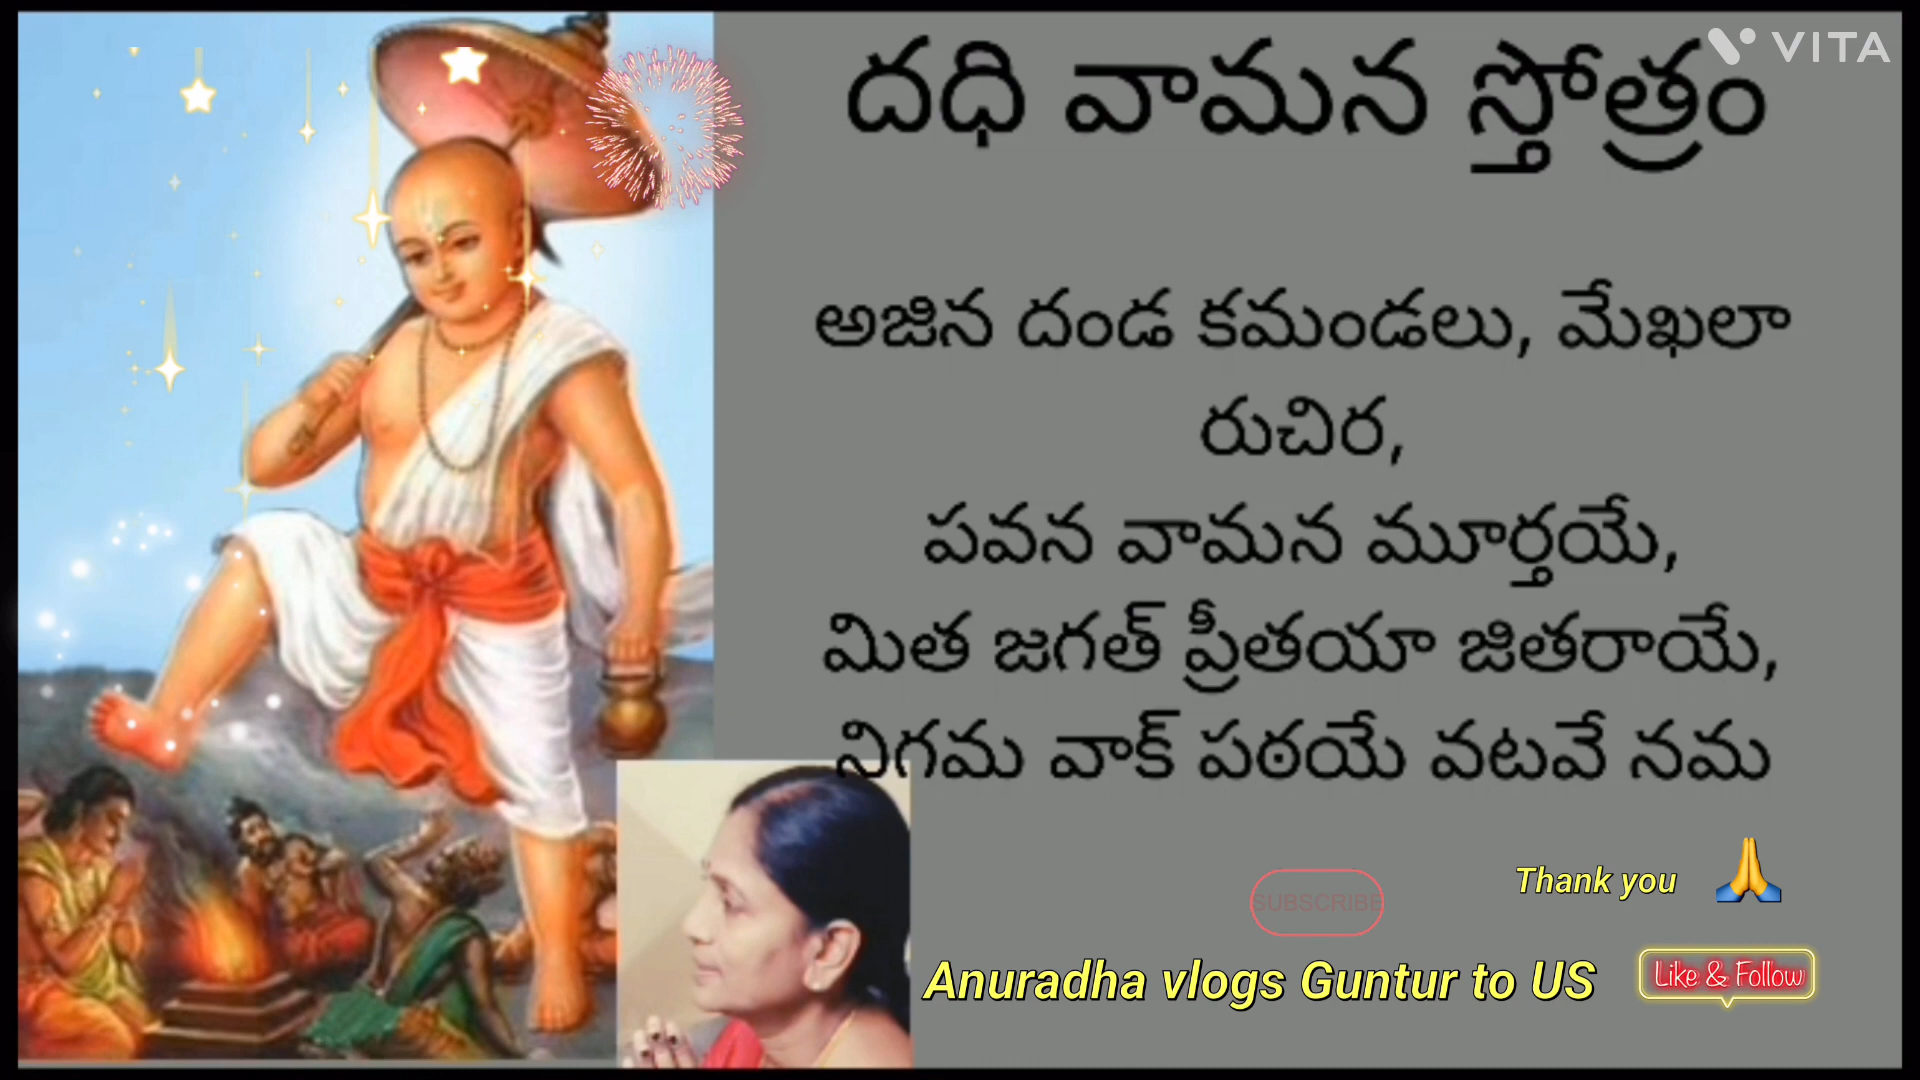 VITA
దధి వామన స్తోత్రం
అజిన దండ కమండలు, మేఖలా
రుచిర,
పవన వామన మూర్తయే,
మిత జగత్ ప్రీతయా జితరాయే,
నిగమ వాక్ పఠయే వటవే నమ
Thank you
SUBSCRIBE
Anuradha vlogs Guntur to US
Like & Follow